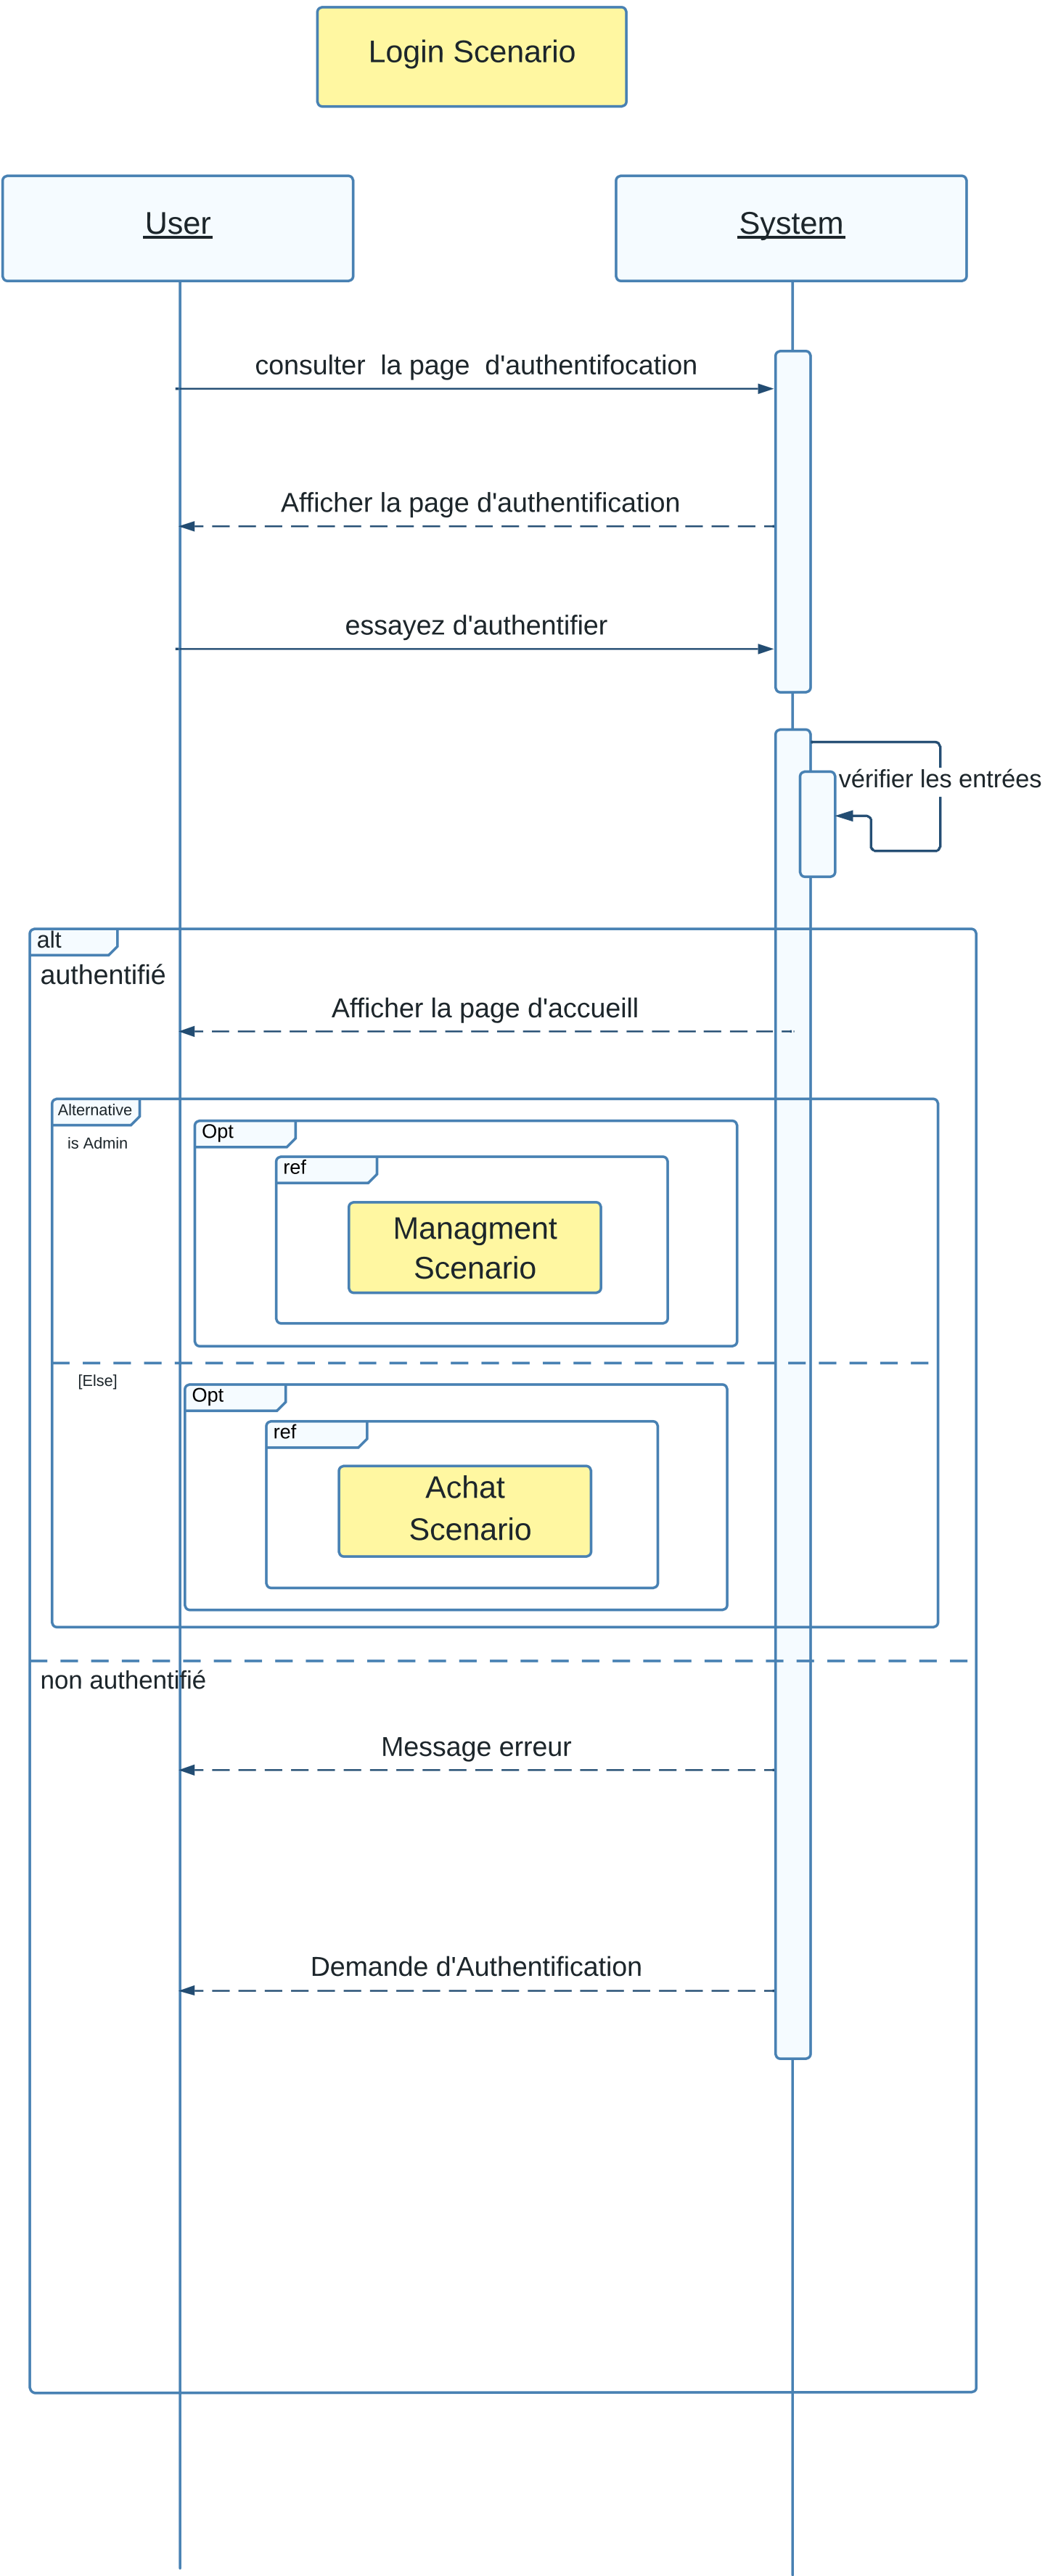 Login Scenario
User
System
consulter  la page  d'authentifocation
Afficher la page d'authentification
essayez d'authentifier
vérifier les entrées
alt
authentifié
Afficher la page d'accueill
Alternative
is Admin
Opt
ref
Managment
Scenario
[Else]
Opt
ref
Achat
Scenario
non authentifié
Message erreur
Demande d'Authentification